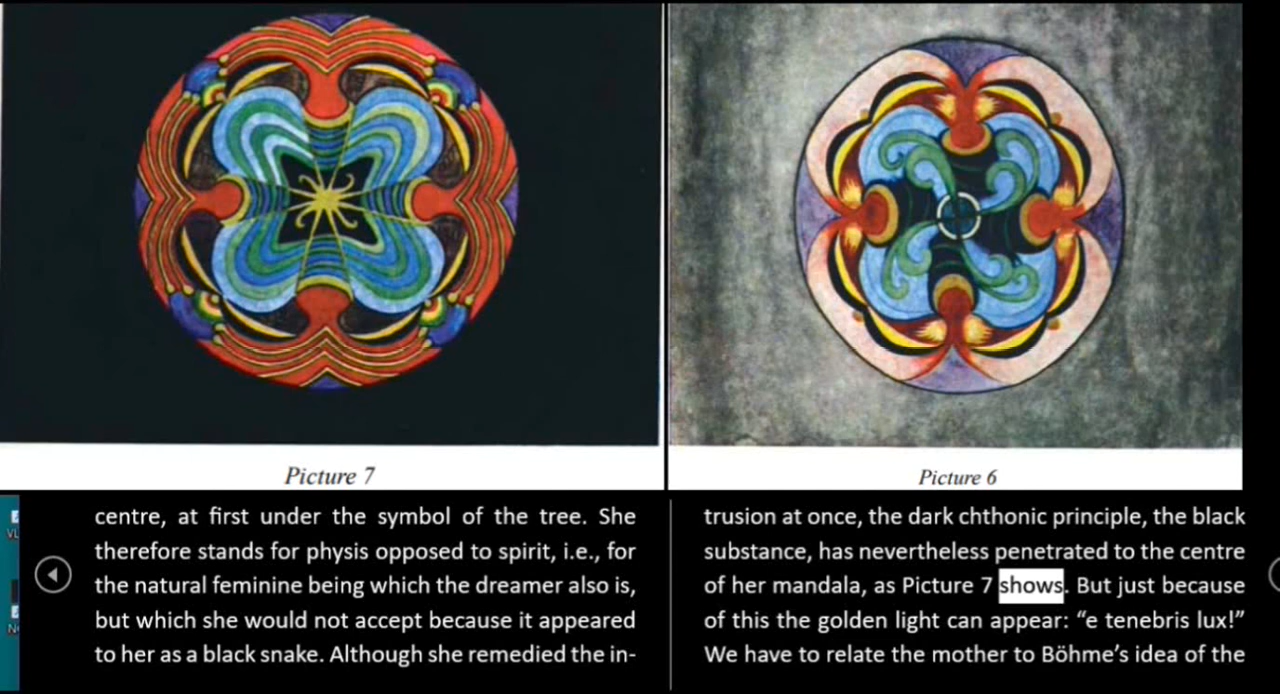 Picture 7
Picture 6
centre, at first under the symbol of the tree. She
therefore stands for physis opposed to spirit, i.e., for
the natural feminine being which the dreamer also is,
but which she would not accept because it appeared
to her as a black snake. Although she remedied the in-
trusion at once, the dark chthonic principle, the black
substance, has nevertheless penetrated to the centre
of her mandala, as Picture 7 shows. But just because
of this the golden light can appear: “e tenebris lux!”
We have to relate the mother to Böhme’s idea of the